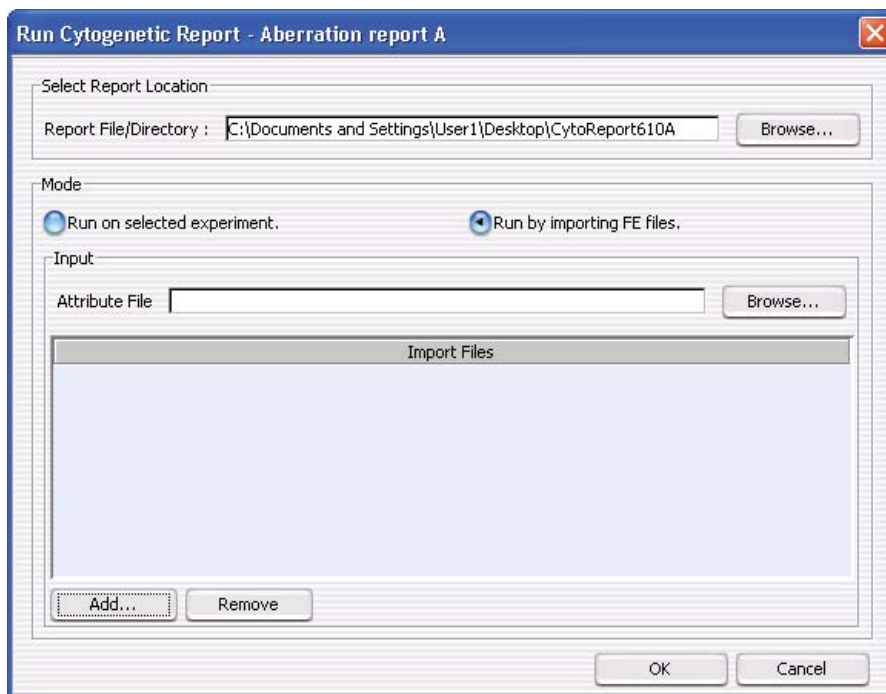 Run Cytogenetic Report - Aberration report A
Select Report Location
Report File/Directory : C:\Documents and Settings\User1\Desktop\CytoReport610A Browse...
Mode
Run on selected experiment. Run by importing FE files.
Input
Attribute File Browse...
Import Files
Add... Remove
OK Cancel